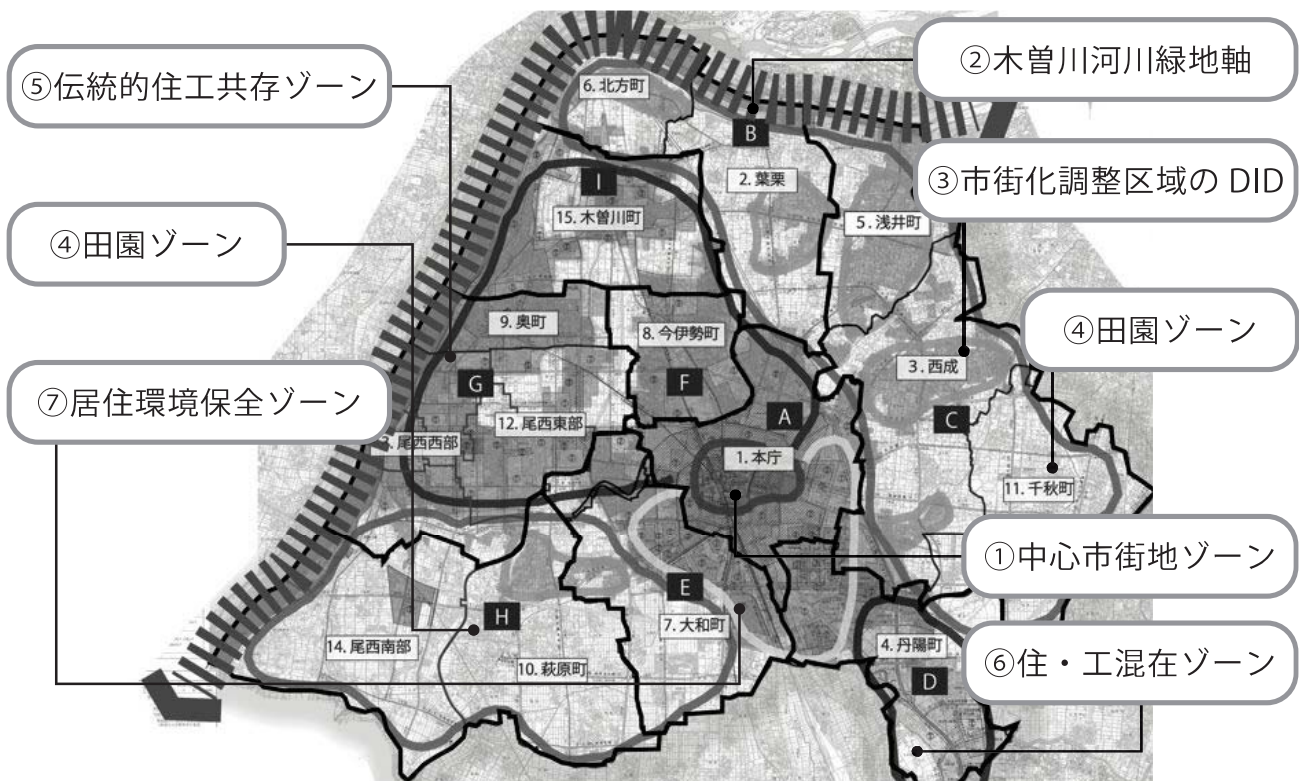 ②木曽川河川緑地軸
⑤伝統的住工共存ゾーン
6. 北方町
B
③市街化調整区域の DID
I
2. 葉栗
15. 木曽川町
5. 浅井町
④田園ゾーン
9. 奥町
8. 今伊勢町
④田園ゾーン
3. 西成
G
F
⑦居住環境保全ゾーン
A
C
12. 尾西東部
3. 尾西西部
1. 本庁
11. 千秋町
①中心市街地ゾーン
E
H
7. 大和町
14. 尾西南部
4. 丹陽町
⑥住・工混在ゾーン
10. 萩原町
D